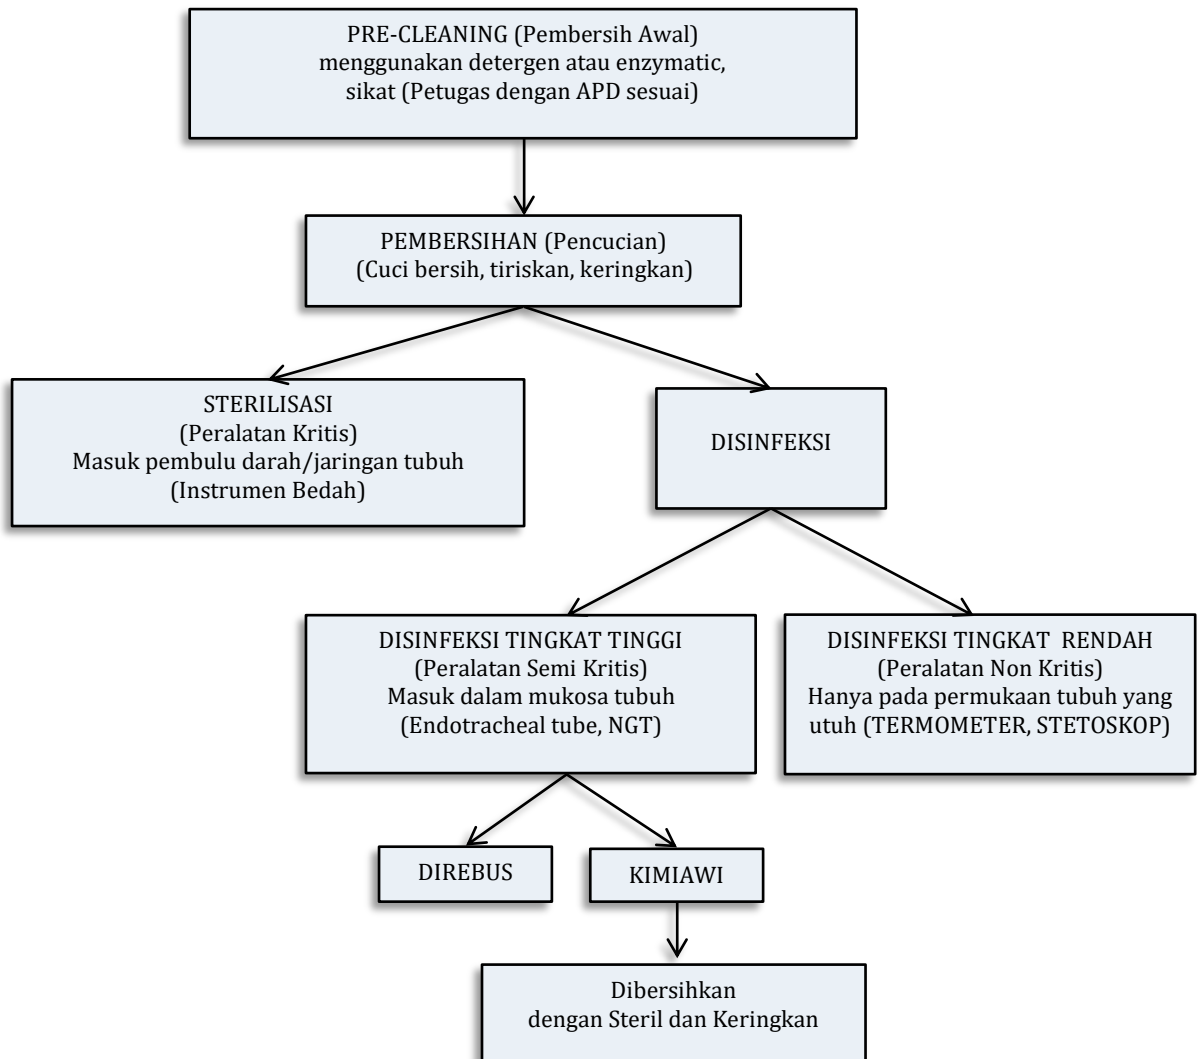 PRE-CLEANING (Pembersih Awal)
menggunakan detergen atau enzymatic,
sikat (Petugas dengan APD sesuai)
PEMBERSIHAN (Pencucian)
(Cuci bersih, tiriskan, keringkan)
STERILISASI
(Peralatan Kritis)
Masuk pembulu darah/jaringan tubuh
(Instrumen Bedah)
DISINFEKSI
DISINFEKSI TINGKAT TINGGI
(Peralatan Semi Kritis)
Masuk dalam mukosa tubuh
(Endotracheal tube, NGT)
DISINFEKSI TINGKAT  RENDAH
(Peralatan Non Kritis)
Hanya pada permukaan tubuh yang
utuh (TERMOMETER, STETOSKOP)
DIREBUS
KIMIAWI
Dibersihkan
dengan Steril dan Keringkan